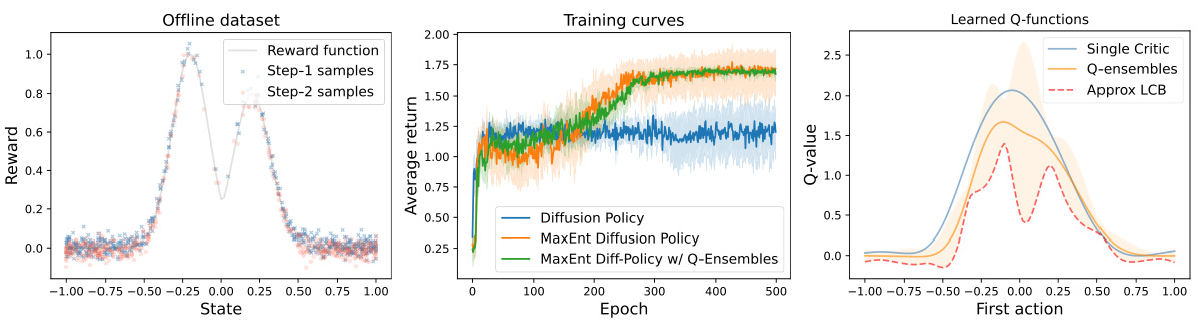 Offline dataset
Reward
1.0
0.8
0.6
0.4
0.2
0.0
Reward function
Step-1 samples
Step-2 samples
−1.00 −0.75 −0.50 −0.25 0.00 0.25 0.50 0.75 1.00
State
Training curves
Average return
2.00
1.75
1.50
1.25
1.00
0.75
0.50
0.25
Diffusion Policy
MaxEnt Diffusion Policy
MaxEnt Diff-Policy w/ Q-Ensembles
0 100 200 300 400 500
Epoch
Learned Q-functions
Q-value
2.5
2.0
1.5
1.0
0.5
0.0
Single Critic
Q-ensembles
Approx LCB
−1.00 −0.75 −0.50 −0.25 0.00 0.25 0.50 0.75 1.00
First action